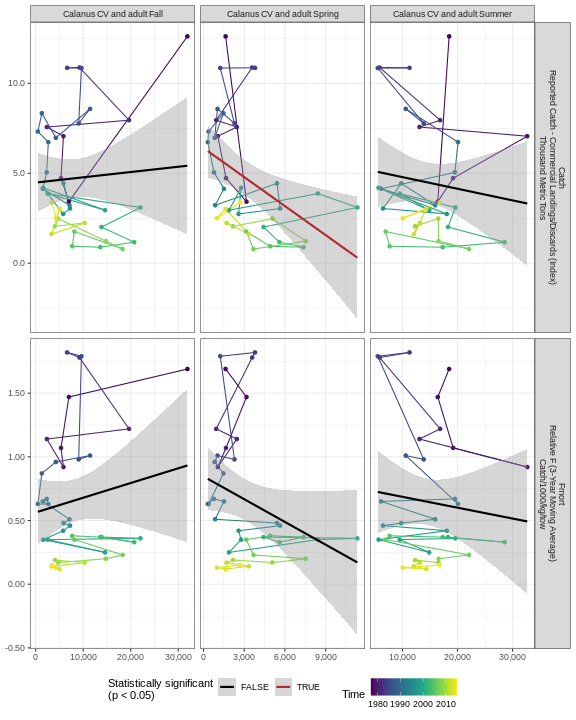 Calanus CV and adult Fall
Calanus CV and adult Spring
Calanus CV and adult Summer
10.0
5.0
0.0
Catch
Reported Catch - Commercial Landings/Discards (Index)
Thousand Metric Tons
1.50
1.00
0.50
0.00
-0.50
Fmort
Relative F (3-Year Moving Average)
Catch/1000/kg/tow
0
10,000
20,000
30,000
0
3,000
6,000
9,000
10,000
20,000
30,000
Statistically significant
(p < 0.05)
FALSE
TRUE
Time
1980 1990 2000 2010